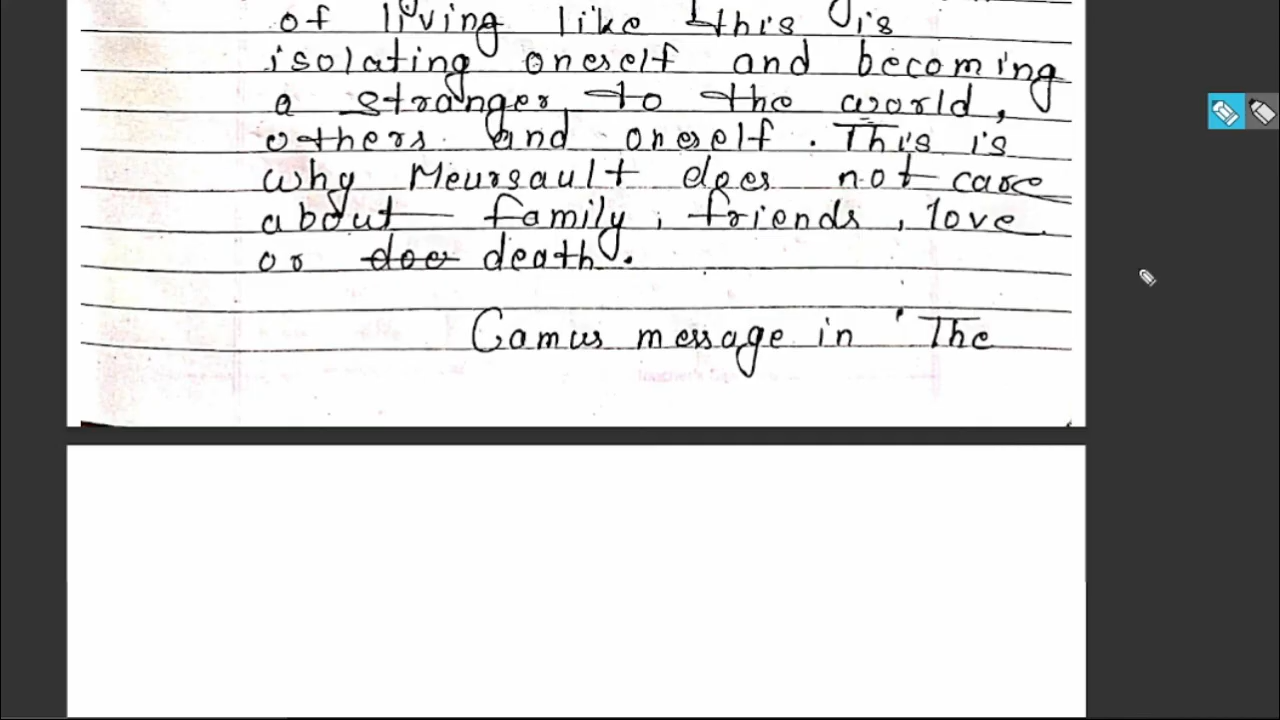 of living like this is
isolating oneself and becoming
a stranger to the world,
others and oneself. This is
why Meursault does not care
about family, friends, love
or doe death.
Camus message in 'The